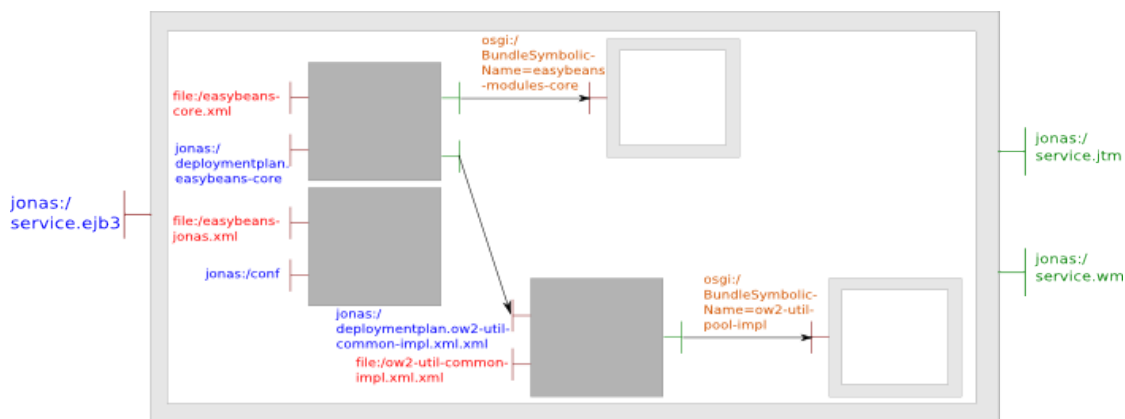 osgi:/
BundleSymbolic-
Name=easybeans
-modules-core
file:/easybeans-
core.xml
jonas:/
deploymentplan.
easybeans-core
jonas:/
service.jtm
jonas:/
service.ejb3
file:/easybeans-
jonas.xml
jonas:/conf
jonas:/
service.wm
osgi:/
BundleSymbolic-
Name=ow2-util-
pool-impl
jonas:/
deploymentplan.ow2-util-
common-impl.xml.xml
file:/ow2-util-common-
impl.xml.xml